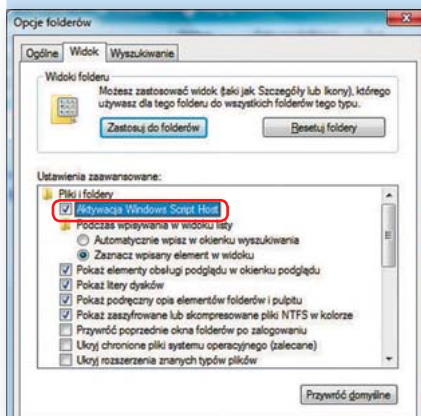 Opcje folderów
Ogólne Widok Wyszukiwanie
Widoki folderu
Możesz zastosować widok (taki jak Szczegóły lub Ikony), którego
używasz dla tego folderu do wszystkich folderów tego typu.
Zastosuj do folderów Resetuj foldery
Ustawienia zaawansowane:
Pliki i foldery
Aktywacja Windows Script Host
Podczas wpisywania w widoku listy
Automatycznie wpisz w okienku wyszukiwania
Zaznacz wpisany element w widoku
Pokaż elementy obsługi podglądu w okienku podglądu
Pokaż litery dysków
Pokaż podręczny opis elementów folderów i pulpitu
Pokaż zaszyfrowane lub skompresowane pliki NTFS w kolorze
Przywróć poprzednie okna folderów po zalogowaniu
Ukryj chronione pliki systemu operacyjnego (zalecane)
Ukryj rozszerzenia znanych typów plików
Przywróć domyślne